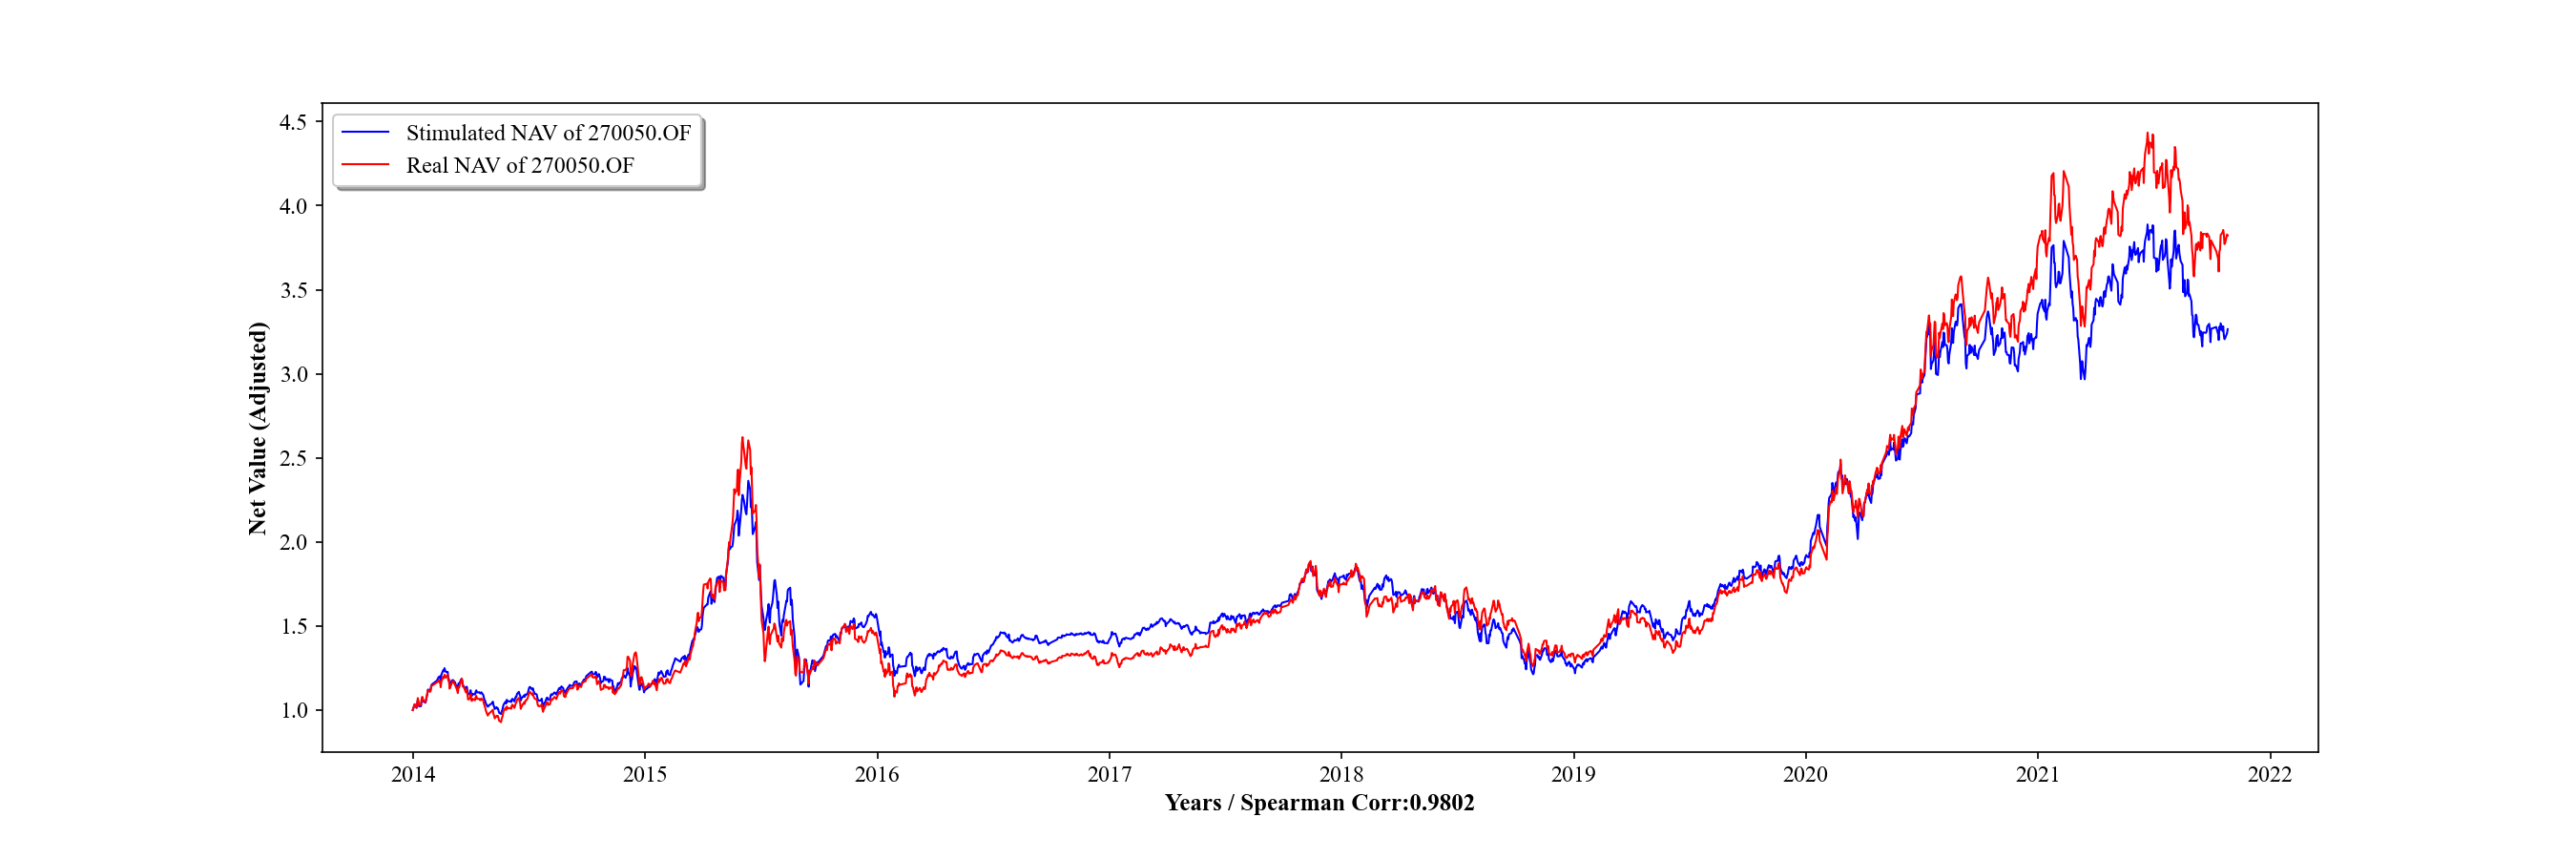 Stimulated NAV of 270050.OF
Real NAV of 270050.OF
4.5
4.0
3.5
3.0
2.5
2.0
1.5
1.0
Net Value (Adjusted)
2014 2015 2016 2017 2018 2019 2020 2021 2022
Years / Spearman Corr:0.9802